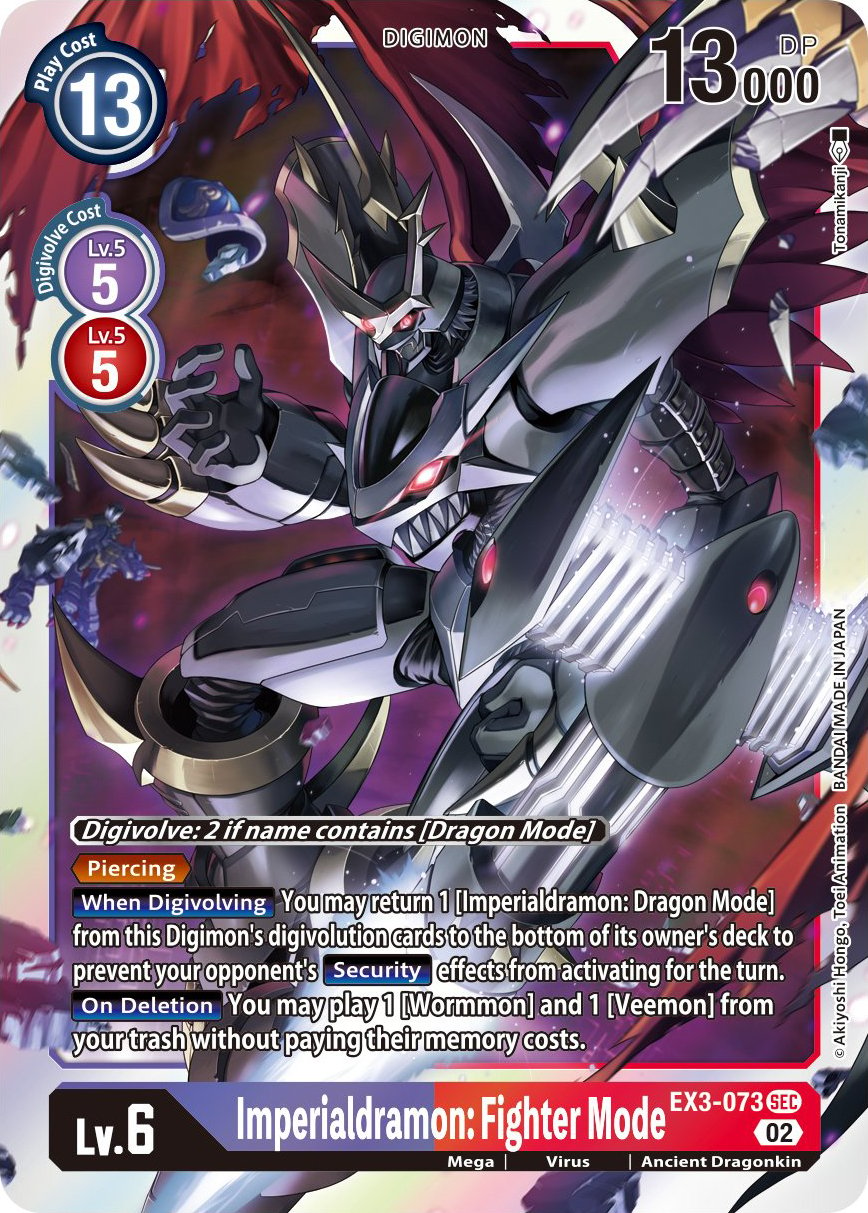 DIGIMON
Play Cost
13
13000
DP
Digivolve Cost
Lv.5
5
Lv.5
5
Tonamikanji
Digivolve: 2 if name contains [Dragon Mode]
Piercing
When Digivolving You may return 1 [Imperialdramon: Dragon Mode]
from this Digimon's digivolution cards to the bottom of its owner's deck to
prevent your opponent's Security effects from activating for the turn.
On Deletion You may play 1 [Wormmon] and 1 [Veemon] from
your trash without paying their memory costs.
© Akiyoshi Hongo, Toei Animation BANDAI MADE IN JAPAN
Lv.6
Imperialdramon: Fighter Mode
EX3-073 SEC
02
Mega | Virus | Ancient Dragonkin